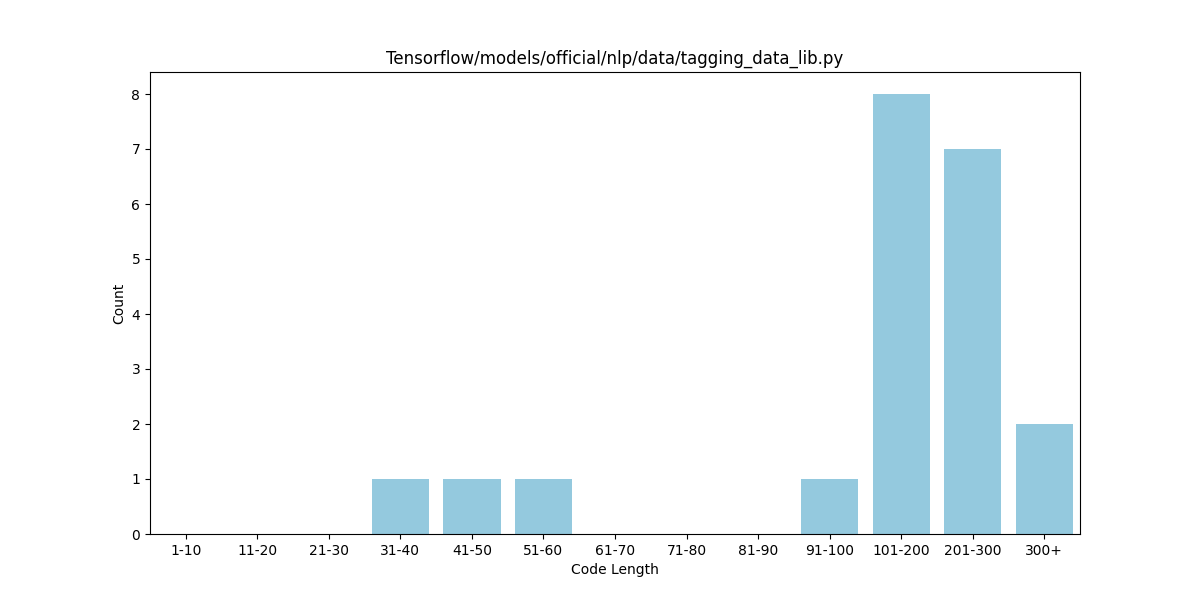 Tensorflow/models/official/nlp/data/tagging_data_lib.py
8
7
6
5
4
3
2
1
0
Count
1-10 11-20 21-30 31-40 41-50 51-60 61-70 71-80 81-90 91-100 101-200 201-300 300+
Code Length